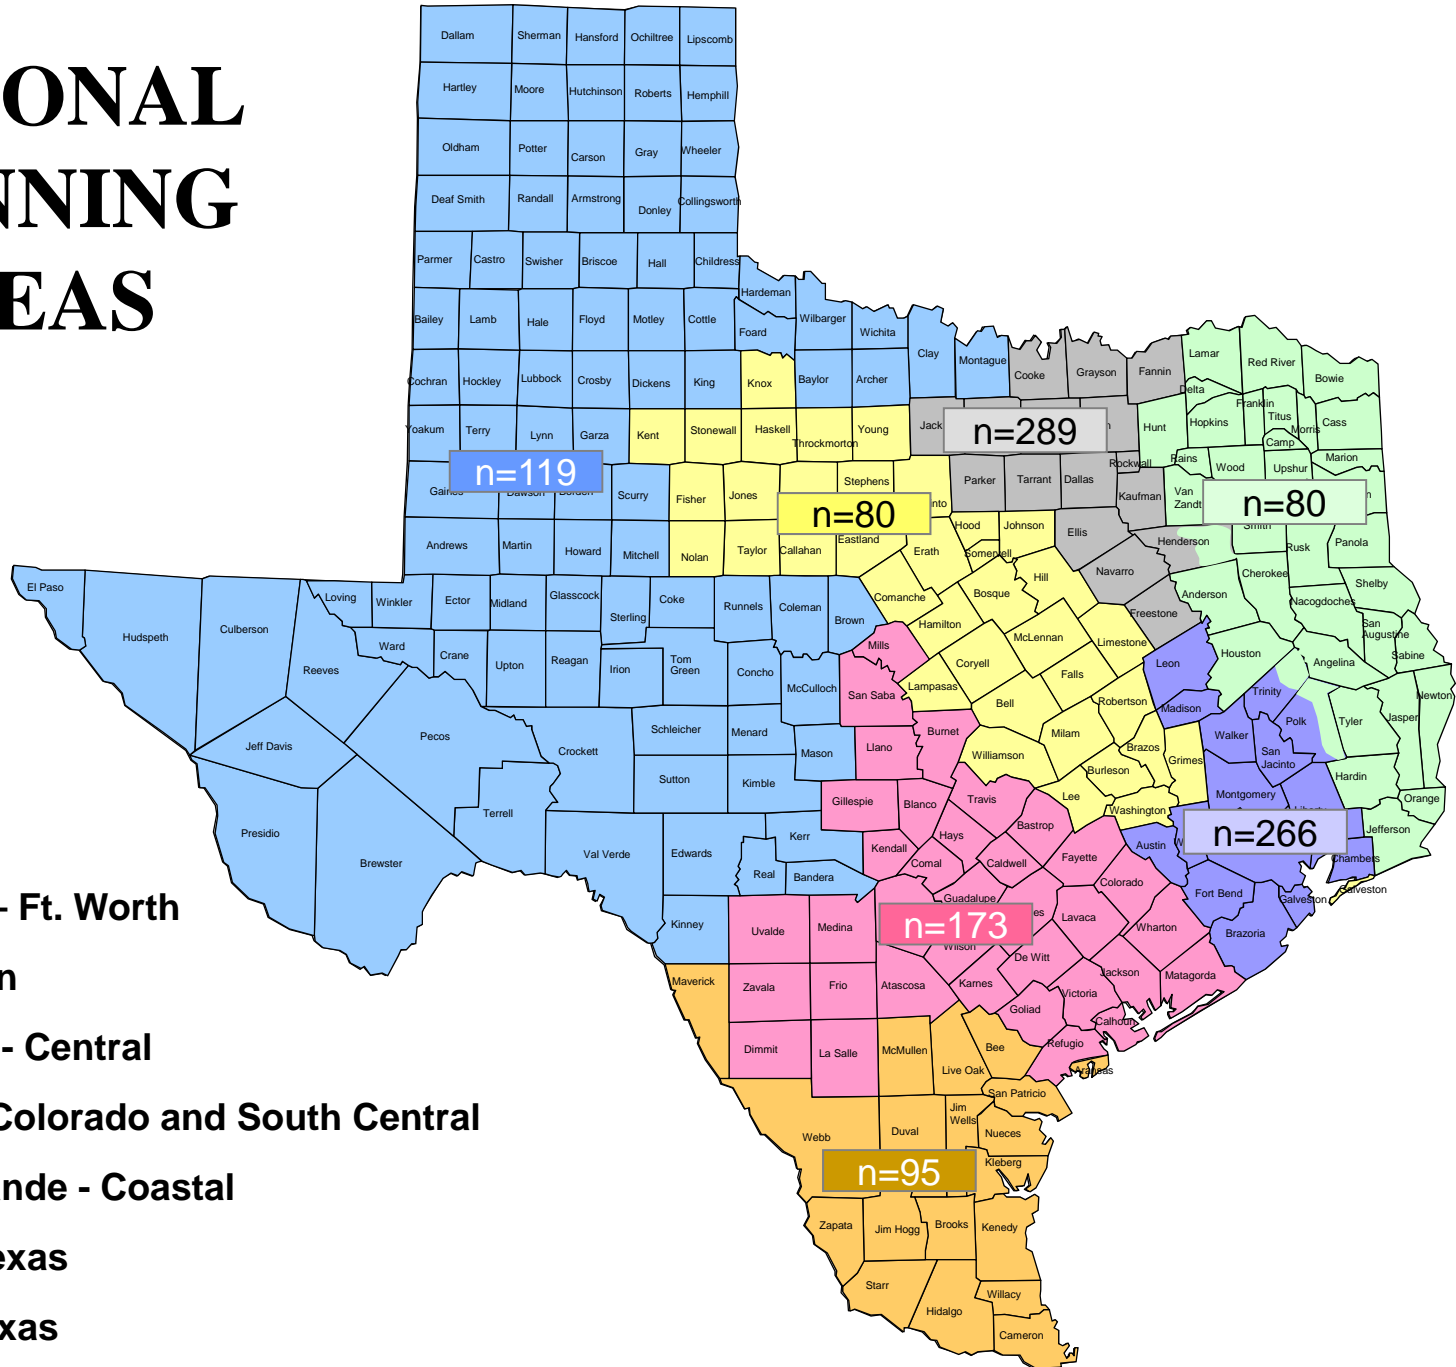 ONAL
NNING
EAS
Dallam Sherman Hansford Ochiltree Lipscomb
Hartley Moore Hutchinson Roberts Hemphill
Oldham Potter Carson Gray Wheeler
Deaf Smith Randall Armstrong Donley Collingsworth
Parmer Castro Swisher Briscoe Hall Childress
Hardeman
Bailey Lamb Hale Floyd Motley Cottle Foard Wilbarger Wichita
Clay Montague Cooke Grayson Fannin Lamar Red River Bowie
Cochran Hockley Lubbock Crosby Dickens King Knox Baylor Archer
Delta Franklin Titus Morris Cass
Yoakum Terry Lynn Garza Kent Stonewall Haskell Throckmorton Young Jack
n=289
Hunt Hopkins Camp
Rockwall Rains Wood Upshur Marion
n=119
Scurry Fisher Jones Stephens
Parker Tarrant Dallas Kaufman Van Zandt
n=80
n=80
Smith
Andrews Martin Howard Mitchell Nolan Taylor Callahan Eastland Erath Hood Somervell Johnson Ellis Henderson Rusk Panola
El Paso Hudspeth Culberson Loving Winkler Ector Midland Glasscock Sterling Coke Runnels Coleman Brown Comanche Bosque Hill Navarro Anderson Cherokee Nacogdoches Shelby
Reeves Ward Crane Upton Reagan Irion Tom Green Concho McCulloch Mills Hamilton McLennan Limestone Freestone San Augustine Sabine
San Saba Lampasas Coryell Falls Leon Houston Angelina Newton
Jeff Davis Pecos Crockett Schleicher Menard Mason Llano Burnet Bell Milam Robertson Madison Trinity Polk Tyler Jasper
Sutton Kimble Williamson Brazos Grimes Walker San Jacinto Hardin
Presidio Brewster Terrell Gillespie Blanco Travis Lee Burleson Washington Montgomery Orange
Val Verde Edwards Kerr Real Bandera Kendall Hays Comal Caldwell Bastrop Fayette Austin
n=266
Jefferson Chambers
Kinney Uvalde Medina Guadalupe Colorado Fort Bend Galveston Galveston
n=173
Lavaca Wharton Brazoria
Wilson De Witt Jackson Matagorda
Maverick Zavala Frio Atascosa Karnes Goliad Victoria Calhoun
Dimmit La Salle McMullen Live Oak Bee Refugio Aransas
San Patricio
Webb Duval Jim Wells Nueces
n=95
Kleberg
Zapata Jim Hogg Brooks Kenedy
Starr Hidalgo Willacy
Cameron
- Ft. Worth
n
- Central
Colorado and South Central
nde - Coastal
exas
xas